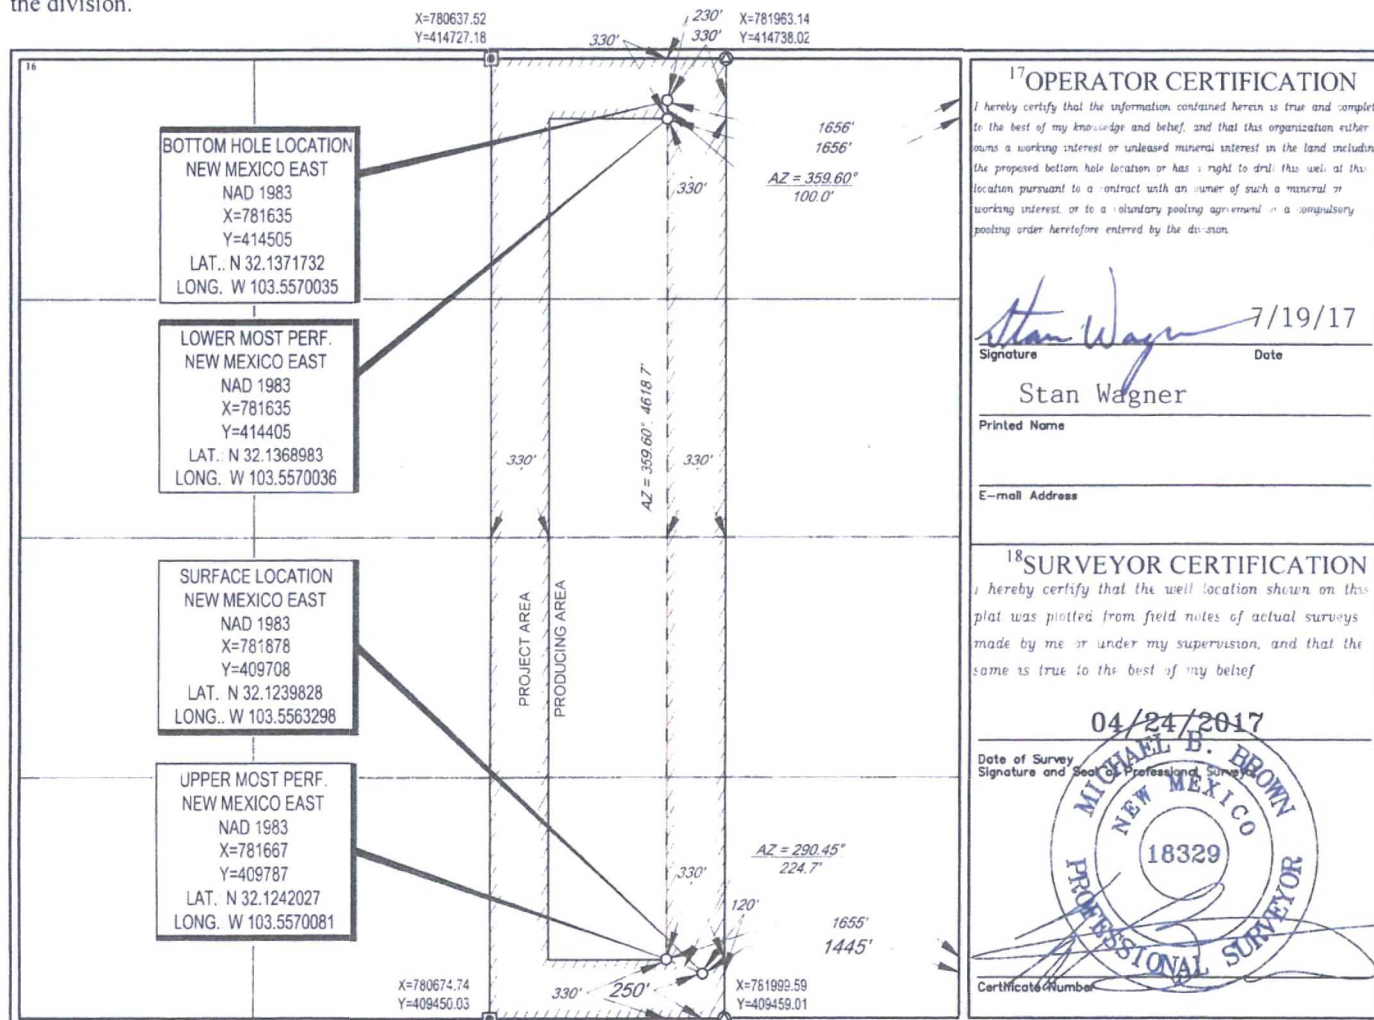 the division.
X=780637.52
Y=414727.18
330'
230'
330'
X=781963.14
Y=414738.02
16
BOTTOM HOLE LOCATION
NEW MEXICO EAST
NAD 1983
X=781635
Y=414505
LAT.. N 32.1371732
LONG. W 103.5570035
1656'
1656'
AZ = 359.60°
100.0'
330'
LOWER MOST PERF.
NEW MEXICO EAST
NAD 1983
X=781635
Y=414405
LAT.. N 32.1368983
LONG. W 103.5570036
330'
AZ = 359.60°, 4618.7'
330'
SURFACE LOCATION
NEW MEXICO EAST
NAD 1983
X=781878
Y=409708
LAT.. N 32.1239828
LONG.. W 103.5563298
PROJECT AREA
PRODUCING AREA
UPPER MOST PERF.
NEW MEXICO EAST
NAD 1983
X=781667
Y=409787
LAT.. N 32.1242027
LONG. W 103.5570081
AZ = 290.45°
224.7'
330'
120'
1655'
1445'
X=780674.74
Y=409450.03
330'
250'
X=781999.59
Y=409459.01
17 OPERATOR CERTIFICATION
I hereby certify that the information contained herein is true and complet
to the best of my knowledge and belief, and that this organization either
owns a working interest or unleased mineral interest in the land includin
the proposed bottom hole location or has a right to drill this well at this
location pursuant to a contract with an owner of such a mineral or
working interest, or to a voluntary pooling agreement or a compulsory
pooling order heretofore entered by the division
Stan Wagner 7/19/17
Signature Date
Stan Wagner
Printed Name
E-mail Address
18 SURVEYOR CERTIFICATION
I hereby certify that the well location shown on this
plat was plotted from field notes of actual surveys
made by me or under my supervision, and that the
same is true to the best of my belief
04/24/2017
Date of Survey
Signature and Seal of Professional Surveyor
MICHAEL B. BROWN
NEW MEXICO
18329
PROFESSIONAL SURVEYOR
Certificate Number